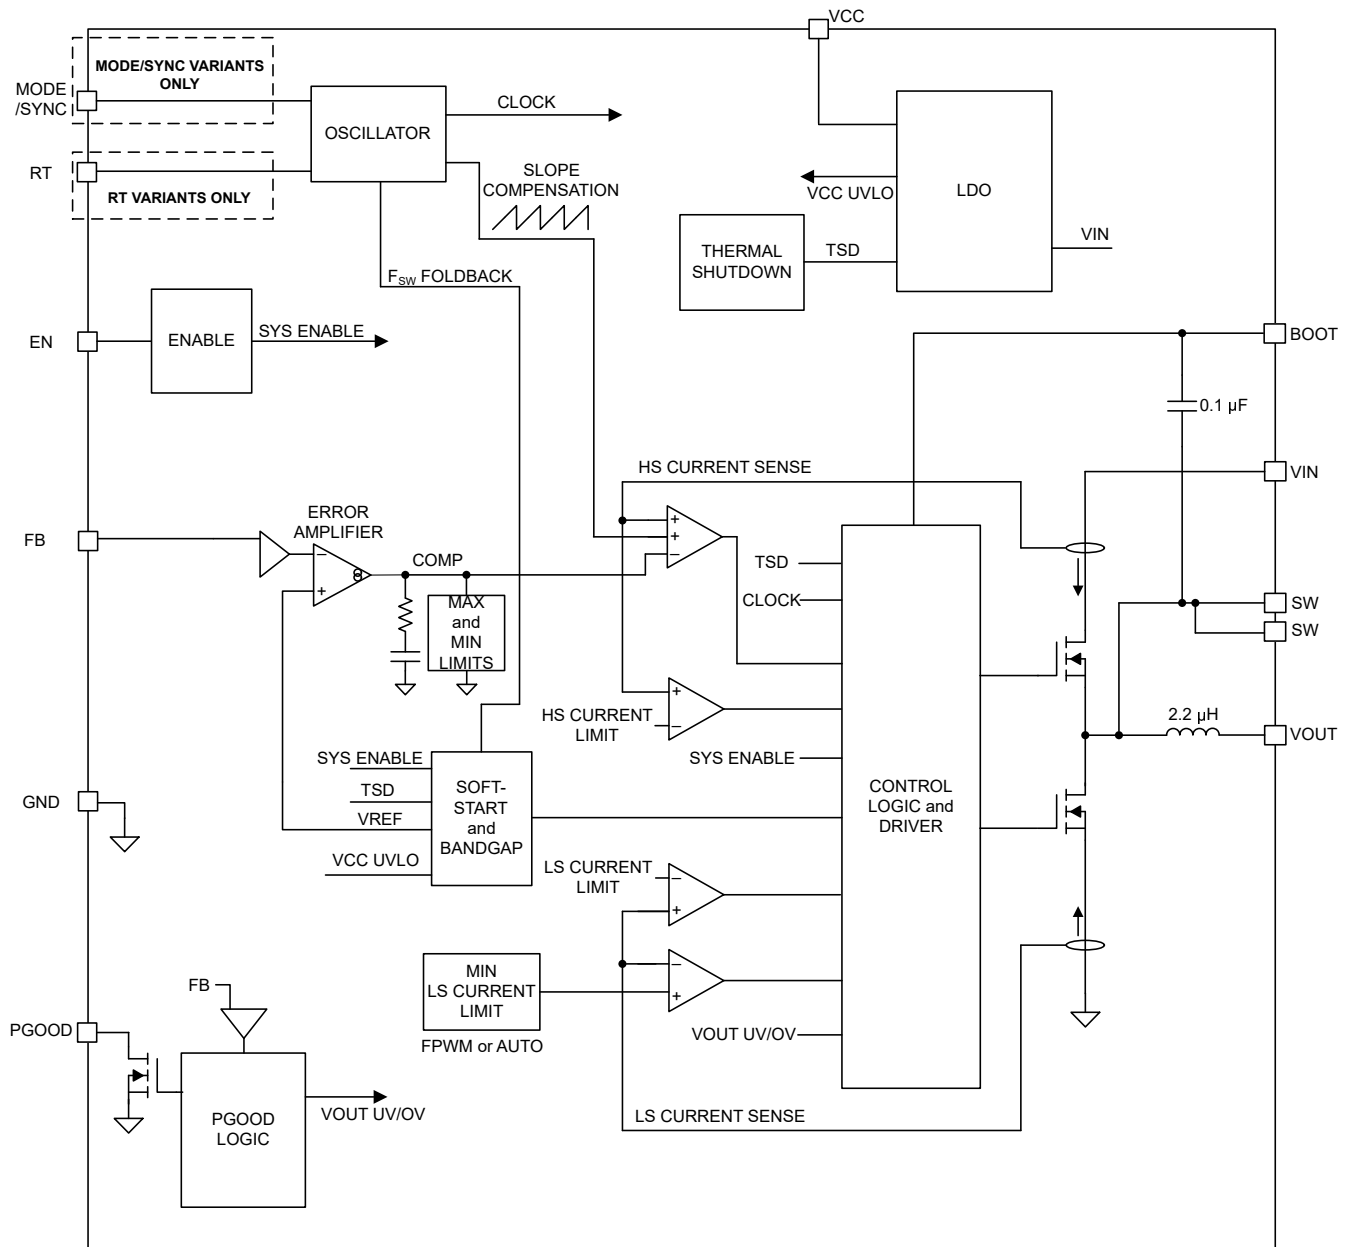 VCC
MODE/SYNC VARIANTS
ONLY
MODE
/SYNC
OSCILLATOR
CLOCK
RT
RT VARIANTS ONLY
SLOPE
COMPENSATION
VCC UVLO
LDO
THERMAL
SHUTDOWN
TSD
VIN
FSW FOLDBACK
EN
ENABLE
SYS ENABLE
BOOT
0.1 µF
HS CURRENT SENSE
VIN
FB
ERROR
AMPLIFIER
−
+
COMP
+
+
−
TSD
CLOCK
MAX
and
MIN
LIMITS
SW
SW
HS CURRENT
LIMIT
+
−
2.2 µH
VOUT
SYS ENABLE
SYS ENABLE
TSD
VREF
VCC UVLO
SOFT-
START
and
BANDGAP
CONTROL
LOGIC and
DRIVER
GND
LS CURRENT
LIMIT
−
+
MIN
LS CURRENT
LIMIT
−
+
FPWM or AUTO
VOUT UV/OV
FB
PGOOD
PGOOD
LOGIC
VOUT UV/OV
LS CURRENT SENSE